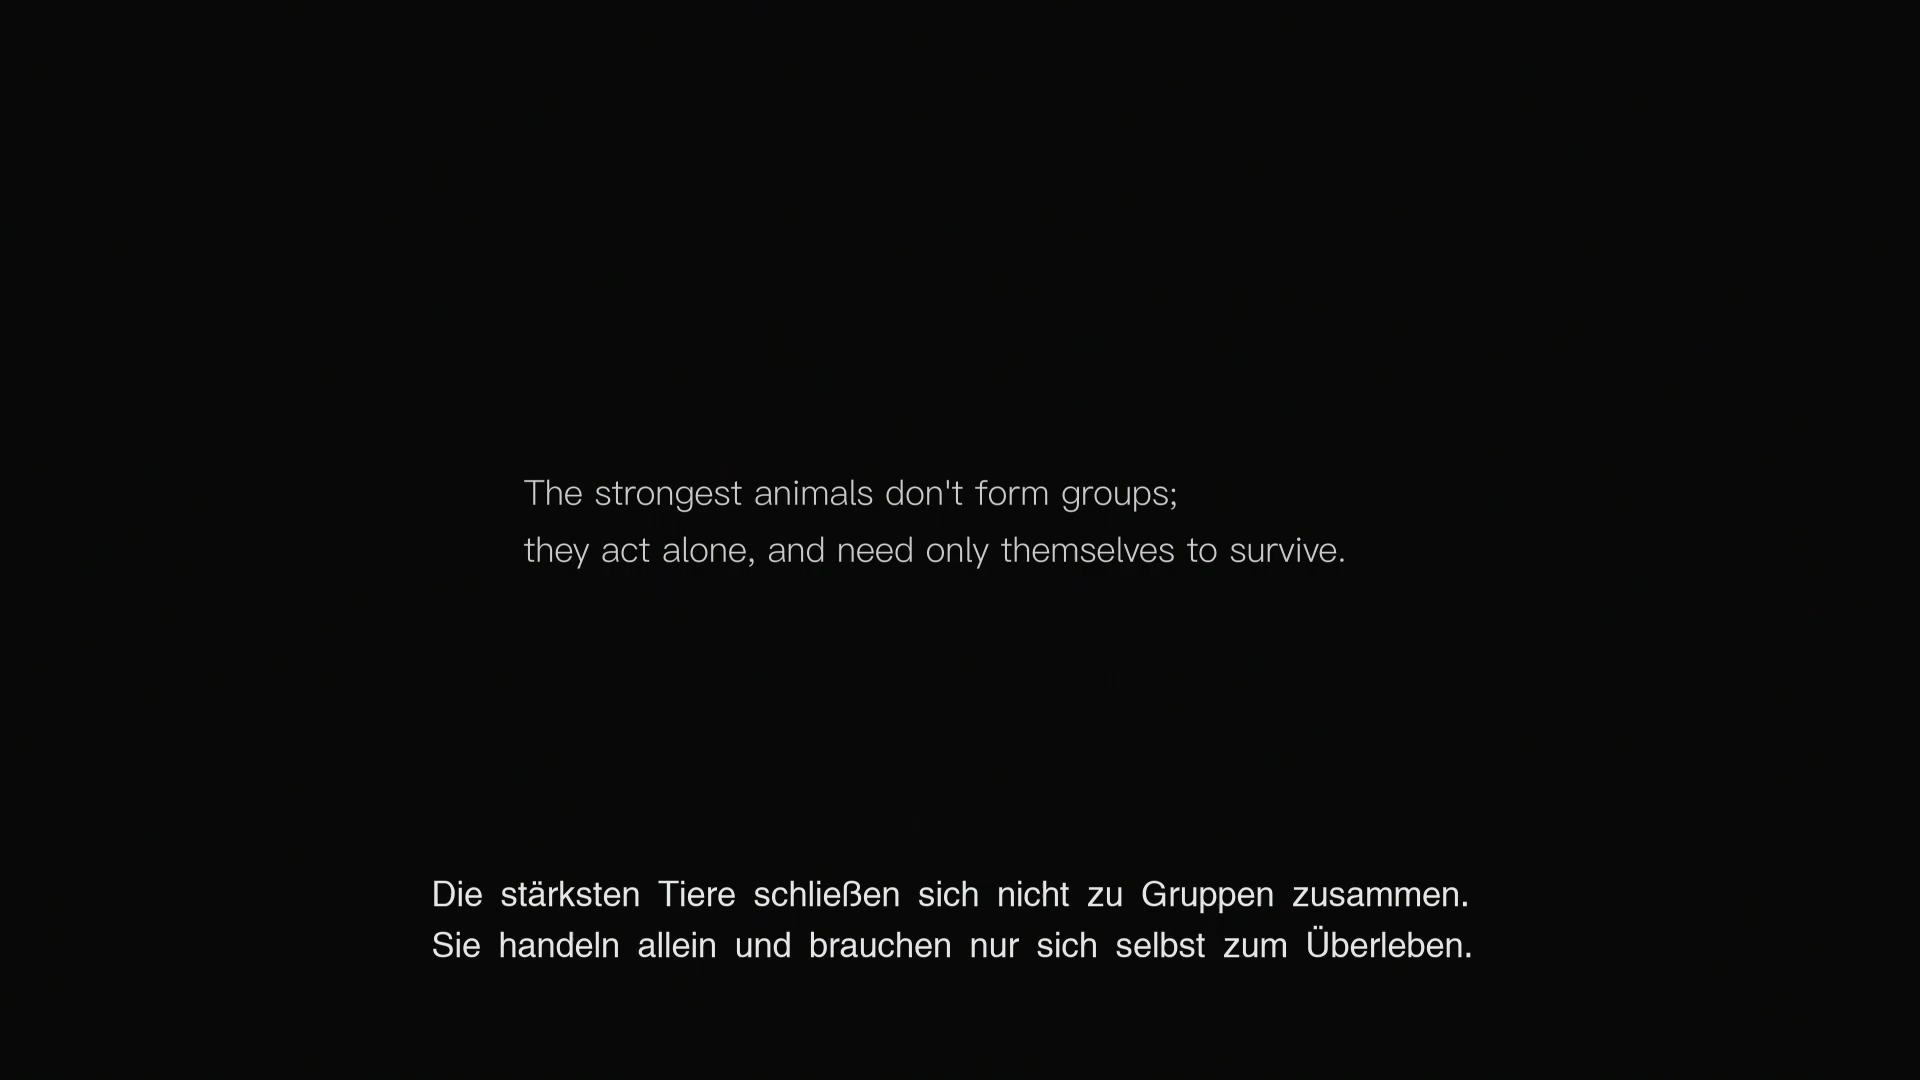 The strongest animals don't form groups;
they act alone, and need only themselves to survive.
Die stärksten Tiere schließen sich nicht zu Gruppen zusammen.
Sie handeln allein und brauchen nur sich selbst zum Überleben.